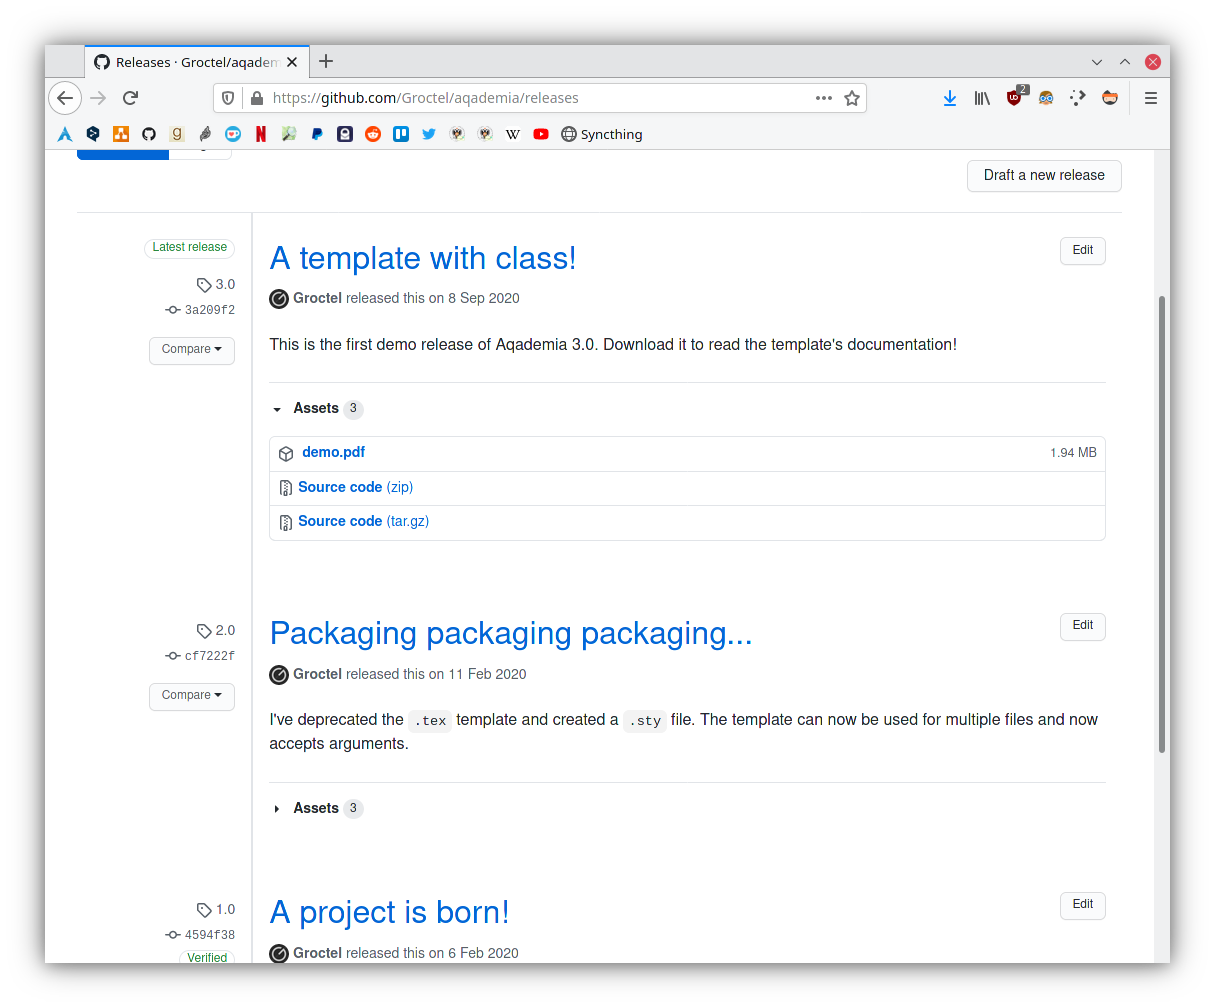 Releases · Groctel/aqadem
https://github.com/Groctel/aqademia/releases
2
Syncthing
Draft a new release
Latest release
3.0
3a209f2
Compare
A template with class!
Edit
Groctel released this on 8 Sep 2020
This is the first demo release of Aqademia 3.0. Download it to read the template's documentation!
Assets 3
demo.pdf 1.94 MB
Source code (zip)
Source code (tar.gz)
2.0
cf7222f
Compare
Packaging packaging packaging...
Edit
Groctel released this on 11 Feb 2020
I've deprecated the .tex template and created a .sty file. The template can now be used for multiple files and now
accepts arguments.
Assets 3
1.0
4594f38
Verified
A project is born!
Edit
Groctel released this on 6 Feb 2020